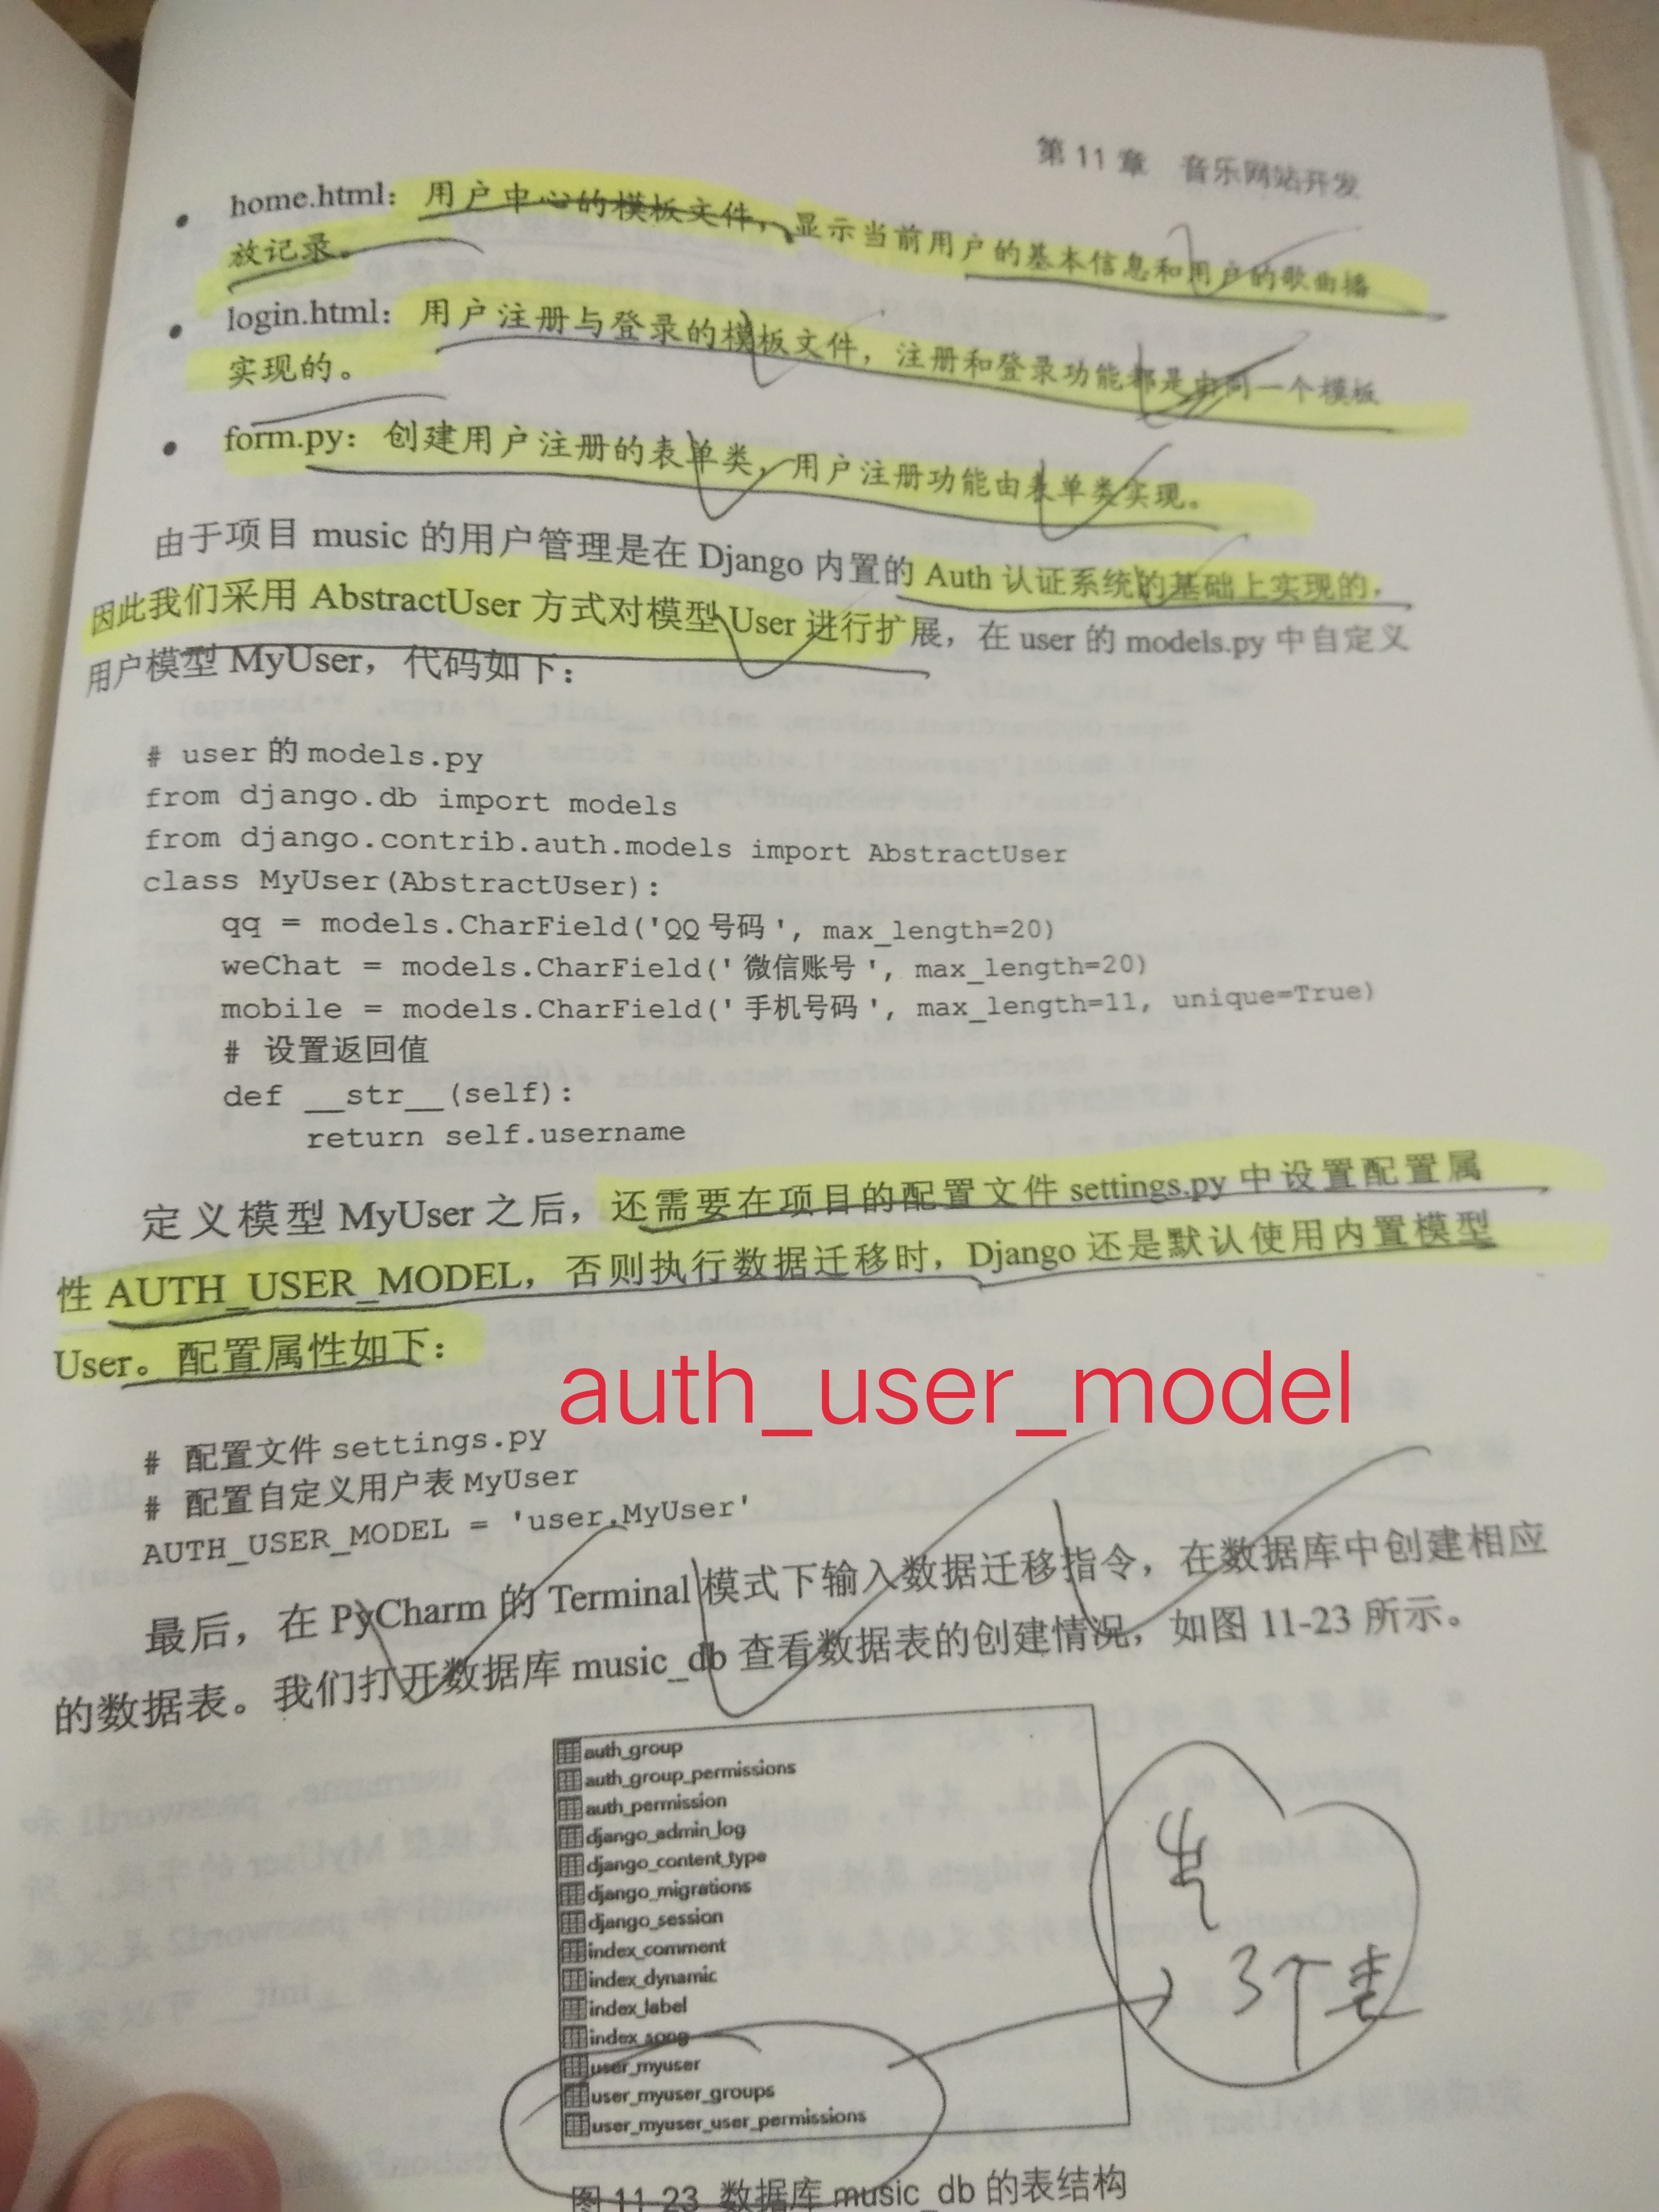 第 11 章 音乐网站开发
• home.html：用户中心的模板文件，显示当前用户的基本信息和用户的歌曲播
放记录。
• login.html：用户注册与登录的模板文件，注册和登录功能都是由同一个模板
实现的。
• form.py：创建用户注册的表单类，用户注册功能由表单类实现。
由于项目 music 的用户管理是在 Django 内置的 Auth 认证系统的基础上实现的，
因此我们采用 AbstractUser 方式对模型 User 进行扩展，在 user 的 models.py 中自定义
用户模型 MyUser，代码如下：
# user 的 models.py
from django.db import models
from django.contrib.auth.models import AbstractUser
class MyUser(AbstractUser):
    qq = models.CharField('QQ 号码', max_length=20)
    weChat = models.CharField('微信账号', max_length=20)
    mobile = models.CharField('手机号码', max_length=11, unique=True)
    # 设置返回值
    def __str__(self):
        return self.username
定义模型 MyUser 之后，还需要在项目的配置文件 settings.py 中设置配置属
性 AUTH_USER_MODEL，否则执行数据迁移时，Django 还是默认使用内置模型
User。配置属性如下：
auth_user_model
# 配置文件 settings.py
# 配置自定义用户表 MyUser
AUTH_USER_MODEL = 'user.MyUser'
最后，在 PyCharm 的 Terminal 模式下输入数据迁移指令，在数据库中创建相应
的数据表。我们打开数据库 music_db 查看数据表的创建情况，如图 11-23 所示。
auth_group
auth_group_permissions
auth_permission
django_admin_log
django_content_type
django_migrations
django_session
index_comment
index_dynamic
index_label
index_song
user_myuser
user_myuser_groups
user_myuser_user_permissions
3个表
图 11-23 数据库 music_db 的表结构